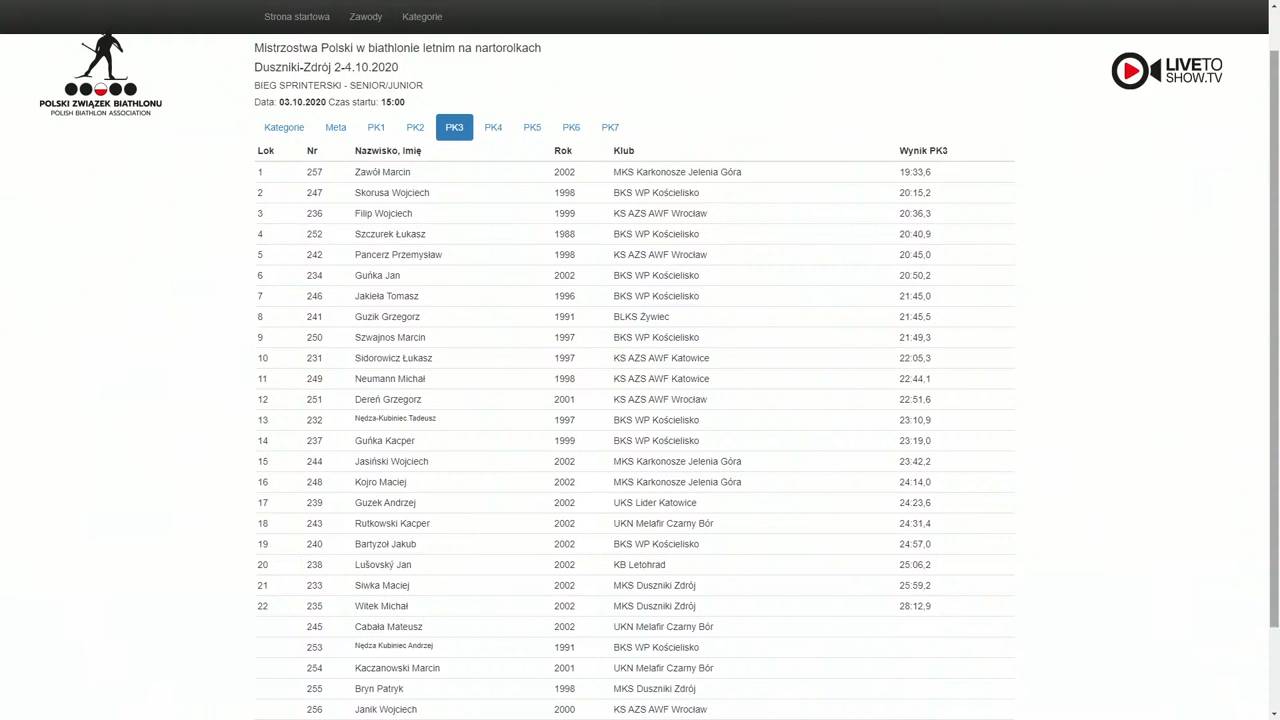 Strona startowa Zawody Kategorie
Mistrzostwa Polski w biathlonie letnim na nartorolkach
Duszniki-Zdrój 2-4.10.2020
BIEG SPRINTERSKI - SENIOR/JUNIOR
Data: 03.10.2020 Czas startu: 15:00
POLSKI ZWIĄZEK BIATHLONU
POLISH BIATHLON ASSOCIATION
LIVETO
SHOW.TV
Kategorie Meta PK1 PK2 PK3 PK4 PK5 PK6 PK7
Lok Nr Nazwisko, Imię Rok Klub Wynik PK3
1 257 Zawół Marcin 2002 MKS Karkonosze Jelenia Góra 19:33,6
2 247 Skorusa Wojciech 1998 BKS WP Kościelisko 20:15,2
3 236 Filip Wojciech 1999 KS AZS AWF Wrocław 20:36,3
4 252 Szczurek Łukasz 1988 BKS WP Kościelisko 20:40,9
5 242 Pancerz Przemysław 1998 KS AZS AWF Wrocław 20:45,0
6 234 Guńka Jan 2002 BKS WP Kościelisko 20:50,2
7 246 Jakieła Tomasz 1996 BKS WP Kościelisko 21:45,0
8 241 Guzik Grzegorz 1991 BLKS Żywiec 21:45,5
9 250 Szwajnos Marcin 1997 BKS WP Kościelisko 21:49,3
10 231 Sidorowicz Łukasz 1997 KS AZS AWF Katowice 22:05,3
11 249 Neumann Michał 1998 KS AZS AWF Katowice 22:44,1
12 251 Dereń Grzegorz 2001 KS AZS AWF Wrocław 22:51,6
13 232 Nędza-Kubiniec Tadeusz 1997 BKS WP Kościelisko 23:10,9
14 237 Guńka Kacper 1999 BKS WP Kościelisko 23:19,0
15 244 Jasiński Wojciech 2002 MKS Karkonosze Jelenia Góra 23:42,2
16 248 Kojro Maciej 2002 MKS Karkonosze Jelenia Góra 24:14,0
17 239 Guzek Andrzej 2002 UKS Lider Katowice 24:23,6
18 243 Rutkowski Kacper 2002 UKN Melafir Czarny Bór 24:31,4
19 240 Bartyzoł Jakub 2002 BKS WP Kościelisko 24:57,0
20 238 Lušovský Jan 2002 KB Letohrad 25:06,2
21 233 Siwka Maciej 2002 MKS Duszniki Zdrój 25:59,2
22 235 Witek Michał 2002 MKS Duszniki Zdrój 28:12,9
245 Cabała Mateusz 2002 UKN Melafir Czarny Bór
253 Nędza Kubiniec Andrzej 1991 BKS WP Kościelisko
254 Kaczanowski Marcin 2001 UKN Melafir Czarny Bór
255 Bryn Patryk 1998 MKS Duszniki Zdrój
256 Janik Wojciech 2000 KS AZS AWF Wrocław